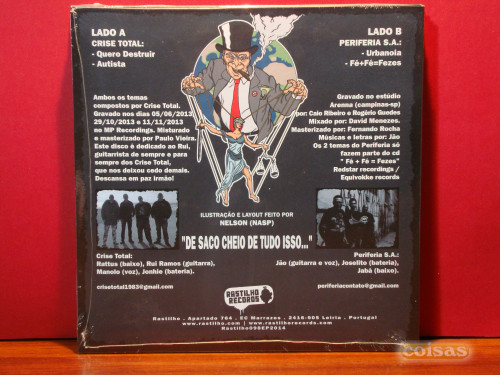 LADO A
CRISE TOTAL:
- Quero Destruir
- Autista
Ambos os temas
compostos por Crise Total.
Gravado nos dias 05/06/2013
29/10/2013 e 11/11/2013
no MP Recordings. Misturado
e masterizado por Paulo Vieira.
Este disco é dedicado ao Rui,
guitarrista de sempre e para
sempre dos Crise Total,
que nos deixou cedo demais.
Descansa em paz irmão!
LADO B
PERIFERIA S.A.:
- Urbanoia
- Fé+Fé=Fezes
Gravado no estúdio
Arenna (campinas-sp)
por: Caio Ribeiro e Rogério Guedes
Mixado por: David Menezes.
Masterizado por: Fernando Rocha
Músicas e letras por: Jão
Os 2 temas do Periferia só
fazem parte de cd
" Fé + Fé = Fezes"
Redstar recordings /
Equivokke records
ILUSTRAÇÃO E LAYOUT FEITO POR
NELSON (NASP)
"DE SACO CHEIO DE TUDO ISSO..."
Crise Total:
Rattus (baixo), Rui Ramos (guitarra),
Manolo (voz), Jonhie (bateria).
crisetotal1983@gmail.com
Periferia S.A.:
Jão (guitarra e voz), Joselito (bateria),
Jabá (baixo).
periferiacontato@gmail.com
RASTILHO
RECORDS
Rastilho . Apartado 784 . EC Marrazes . 2416-908 Leiria . Portugal
www.rastilho.com | www.rastilhorecords.com
Rastilho096EP2014
coisas